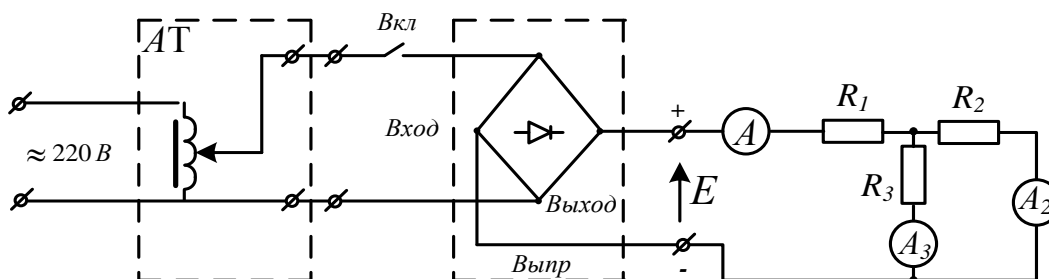 АТ
Вкл
≈ 220 В
Вход
Выход
Выпр
+
E
-
A
R1
R2
R3
A3
A2